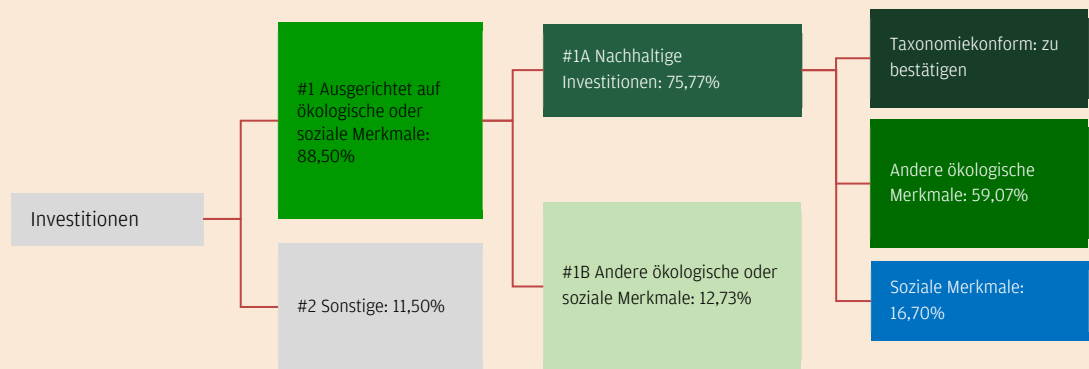 Investitionen
#1 Ausgerichtet auf
ökologische oder
soziale Merkmale:
88,50%
#2 Sonstige: 11,50%
#1A Nachhaltige
Investitionen: 75,77%
#1B Andere ökologische oder
soziale Merkmale: 12,73%
Taxonomiekonform: zu
bestätigen
Andere ökologische
Merkmale: 59,07%
Soziale Merkmale:
16,70%